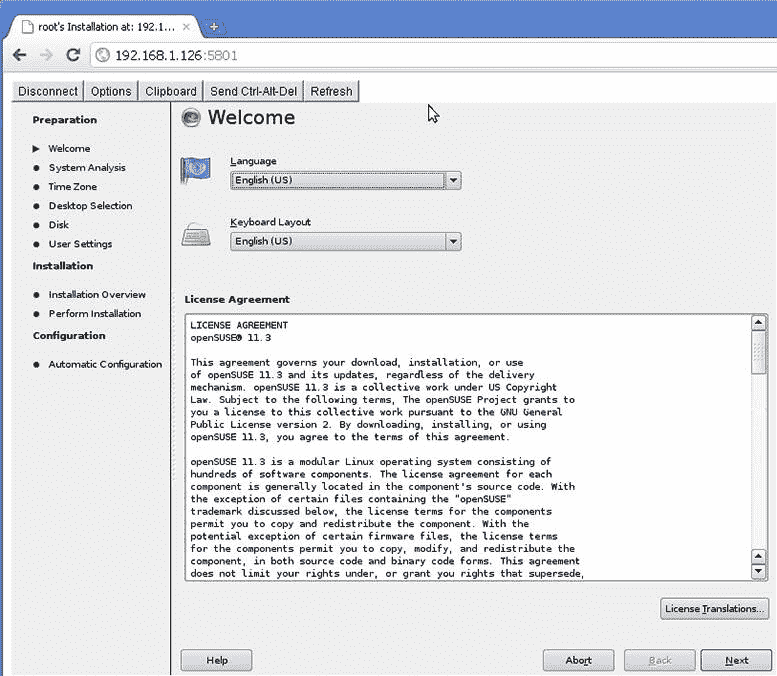 root's Installation at: 192.1...
192.168.1.126:5801
Disconnect Options Clipboard Send Ctrl-Alt-Del Refresh
Preparation
Welcome
System Analysis
Time Zone
Desktop Selection
Disk
User Settings
Installation
Installation Overview
Perform Installation
Configuration
Automatic Configuration
Welcome
Language
English (US)
Keyboard Layout
English (US)
License Agreement
LICENSE AGREEMENT
openSUSE® 11.3
This agreement governs your download, installation, or use
of openSUSE 11.3 and its updates, regardless of the delivery
mechanism. openSUSE 11.3 is a collective work under US Copyright
Law. Subject to the following terms, The openSUSE Project grants to
you a license to this collective work pursuant to the GNU General
Public License version 2. By downloading, installing, or using
openSUSE 11.3, you agree to the terms of this agreement.
openSUSE 11.3 is a modular Linux operating system consisting of
hundreds of software components. The license agreement for each
component is generally located in the component's source code. With
the exception of certain files containing the "openSUSE"
trademark discussed below, the license terms for the components
permit you to copy and redistribute the component. With the
potential exception of certain firmware files, the license terms
for the components permit you to copy, modify, and redistribute the
component, in both source code and binary code forms. This agreement
does not limit your rights under, or grant you rights that supersede,
License Translations...
Help Abort Back Next